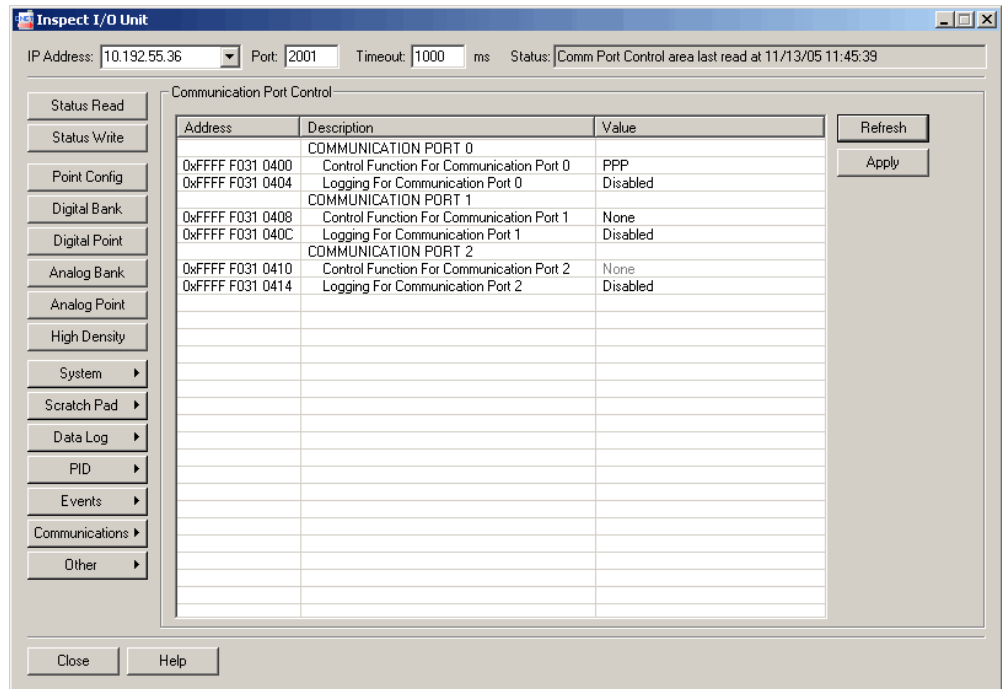 Inspect I/O Unit
IP Address: 10.192.55.36 Port: 2001 Timeout: 1000 ms Status: Comm Port Control area last read at 11/13/05 11:45:39
Status Read
Status Write
Point Config
Digital Bank
Digital Point
Analog Bank
Analog Point
High Density
System
Scratch Pad
Data Log
PID
Events
Communications
Other
Communication Port Control
Address Description Value
COMMUNICATION PORT 0
0xFFFF F031 0400 Control Function For Communication Port 0 PPP
0xFFFF F031 0404 Logging For Communication Port 0 Disabled
COMMUNICATION PORT 1
0xFFFF F031 0408 Control Function For Communication Port 1 None
0xFFFF F031 040C Logging For Communication Port 1 Disabled
COMMUNICATION PORT 2
0xFFFF F031 0410 Control Function For Communication Port 2 None
0xFFFF F031 0414 Logging For Communication Port 2 Disabled
Refresh
Apply
Close Help